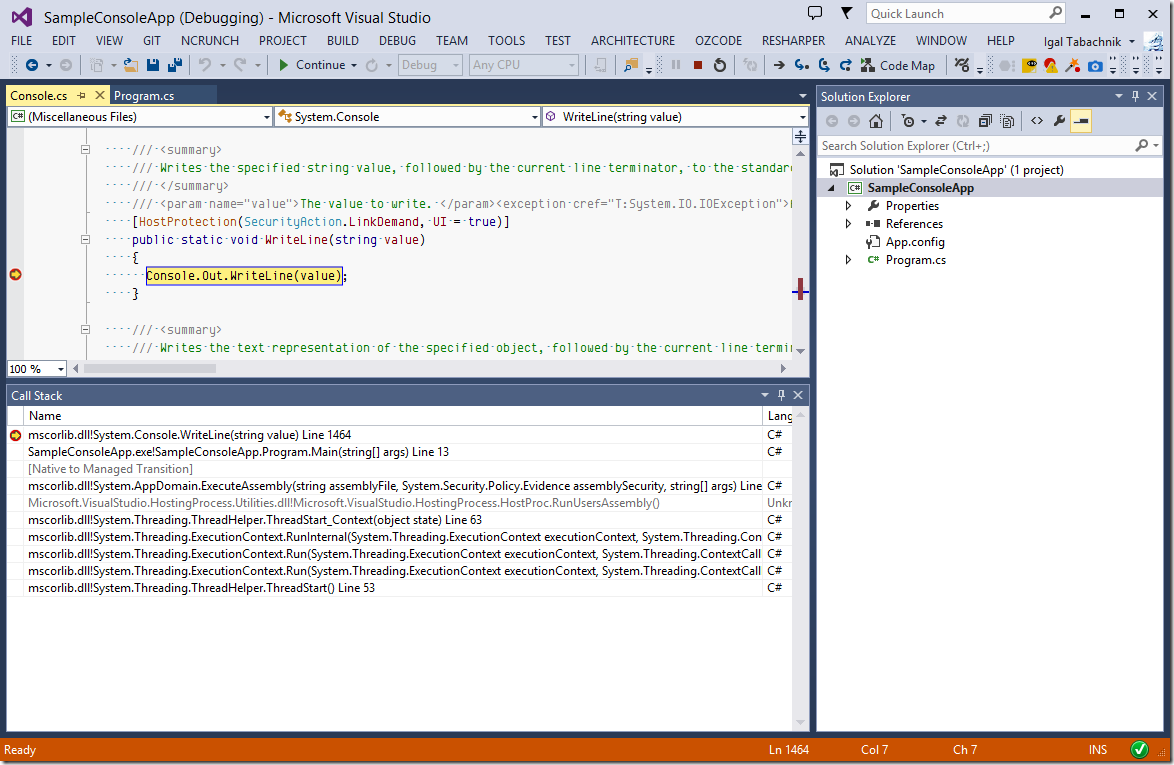 SampleConsoleApp (Debugging) - Microsoft Visual Studio
Quick Launch
FILE EDIT VIEW GIT NCRUNCH PROJECT BUILD DEBUG TEAM TOOLS TEST ARCHITECTURE OZCODE RESHARPER ANALYZE WINDOW HELP Igal Tabachnik
Continue Debug Any CPU Code Map
Console.cs Program.cs
(Miscellaneous Files) System.Console WriteLine(string value)
/// <summary>
/// Writes the specified string value, followed by the current line terminator, to the standar
/// </summary>
/// <param name="value">The value to write. </param><exception cref="T:System.IO.IOException">
[HostProtection(SecurityAction.LinkDemand, UI = true)]
public static void WriteLine(string value)
{
Console.Out.WriteLine(value);
}
/// <summary>
/// Writes the text representation of the specified object, followed by the current line termi
100 %
Call Stack
Name Lang
mscorlib.dll!System.Console.WriteLine(string value) Line 1464 C#
SampleConsoleApp.exe!SampleConsoleApp.Program.Main(string[] args) Line 13 C#
[Native to Managed Transition]
mscorlib.dll!System.AppDomain.ExecuteAssembly(string assemblyFile, System.Security.Policy.Evidence assemblySecurity, string[] args) Line C#
Microsoft.VisualStudio.HostingProcess.Utilities.dll!Microsoft.VisualStudio.HostingProcess.HostProc.RunUsersAssembly() Unkn
mscorlib.dll!System.Threading.ThreadHelper.ThreadStart_Context(object state) Line 63 C#
mscorlib.dll!System.Threading.ExecutionContext.RunInternal(System.Threading.ExecutionContext executionContext, System.Threading.Con C#
mscorlib.dll!System.Threading.ExecutionContext.Run(System.Threading.ExecutionContext executionContext, System.Threading.ContextCall C#
mscorlib.dll!System.Threading.ExecutionContext.Run(System.Threading.ExecutionContext executionContext, System.Threading.ContextCall C#
mscorlib.dll!System.Threading.ThreadHelper.ThreadStart() Line 53 C#
Solution Explorer
Search Solution Explorer (Ctrl+;)
Solution 'SampleConsoleApp' (1 project)
C# SampleConsoleApp
Properties
References
App.config
C# Program.cs
Ready Ln 1464 Col 7 Ch 7 INS